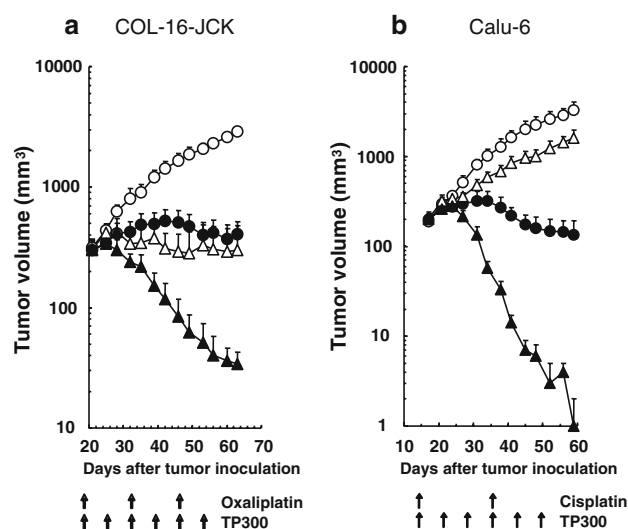 a COL-16-JCK
10000
1000
100
10
Tumor volume (mm³)
20 30 40 50 60 70
Days after tumor inoculation
Oxaliplatin
TP300
b Calu-6
10000
1000
100
10
1
Tumor volume (mm³)
10 20 30 40 50 60
Days after tumor inoculation
Cisplatin
TP300